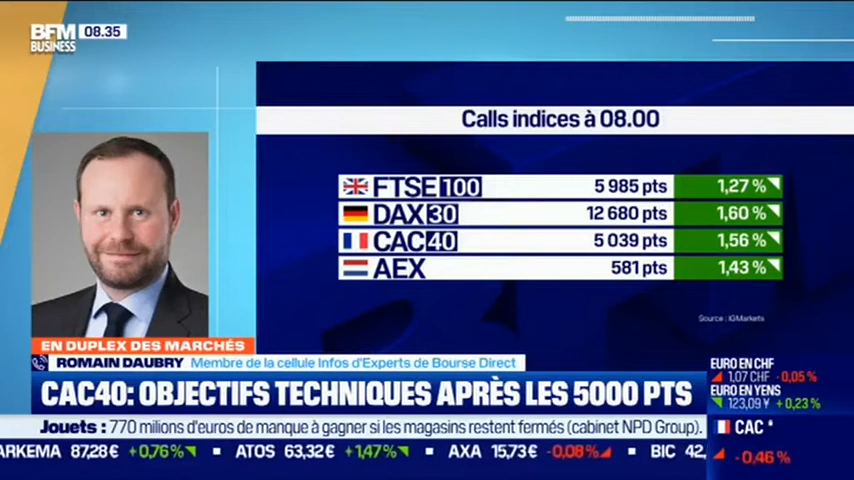 BFM
BUSINESS
08.35
Calls indices à 08.00
FTSE 100 5 985 pts 1,27 %
DAX 30 12 680 pts 1,60 %
CAC 40 5 039 pts 1,56 %
AEX 581 pts 1,43 %
Source : IGMarkets
EN DUPLEX DES MARCHÉS
ROMAIN DAUBRY Membre de la cellule Infos d'Experts de Bourse Direct
CAC40: OBJECTIFS TECHNIQUES APRÈS LES 5000 PTS
EURO EN CHF
1,07 CHF -0,05 %
EURO EN YENS
123,09 Y +0,23 %
Jouets : 770 milions d'euros de manque à gagner si les magasins restent fermés (cabinet NPD Group).
CAC *
-0,46 %
ARKEMA 87,28€ +0,76% ATOS 63,32€ +1,47% AXA 15,73€ -0,08% BIC 42,